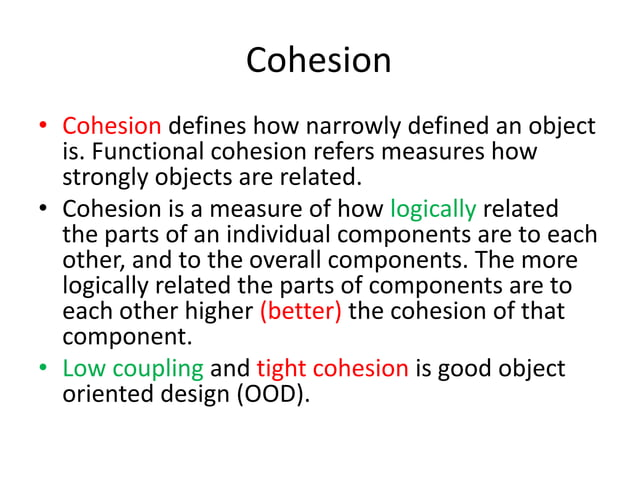 Cohesion
• Cohesion defines how narrowly defined an object
is. Functional cohesion refers measures how
strongly objects are related.
• Cohesion is a measure of how logically related
the parts of an individual components are to each
other, and to the overall components. The more
logically related the parts of components are to
each other higher (better) the cohesion of that
component.
• Low coupling and tight cohesion is good object
oriented design (OOD).